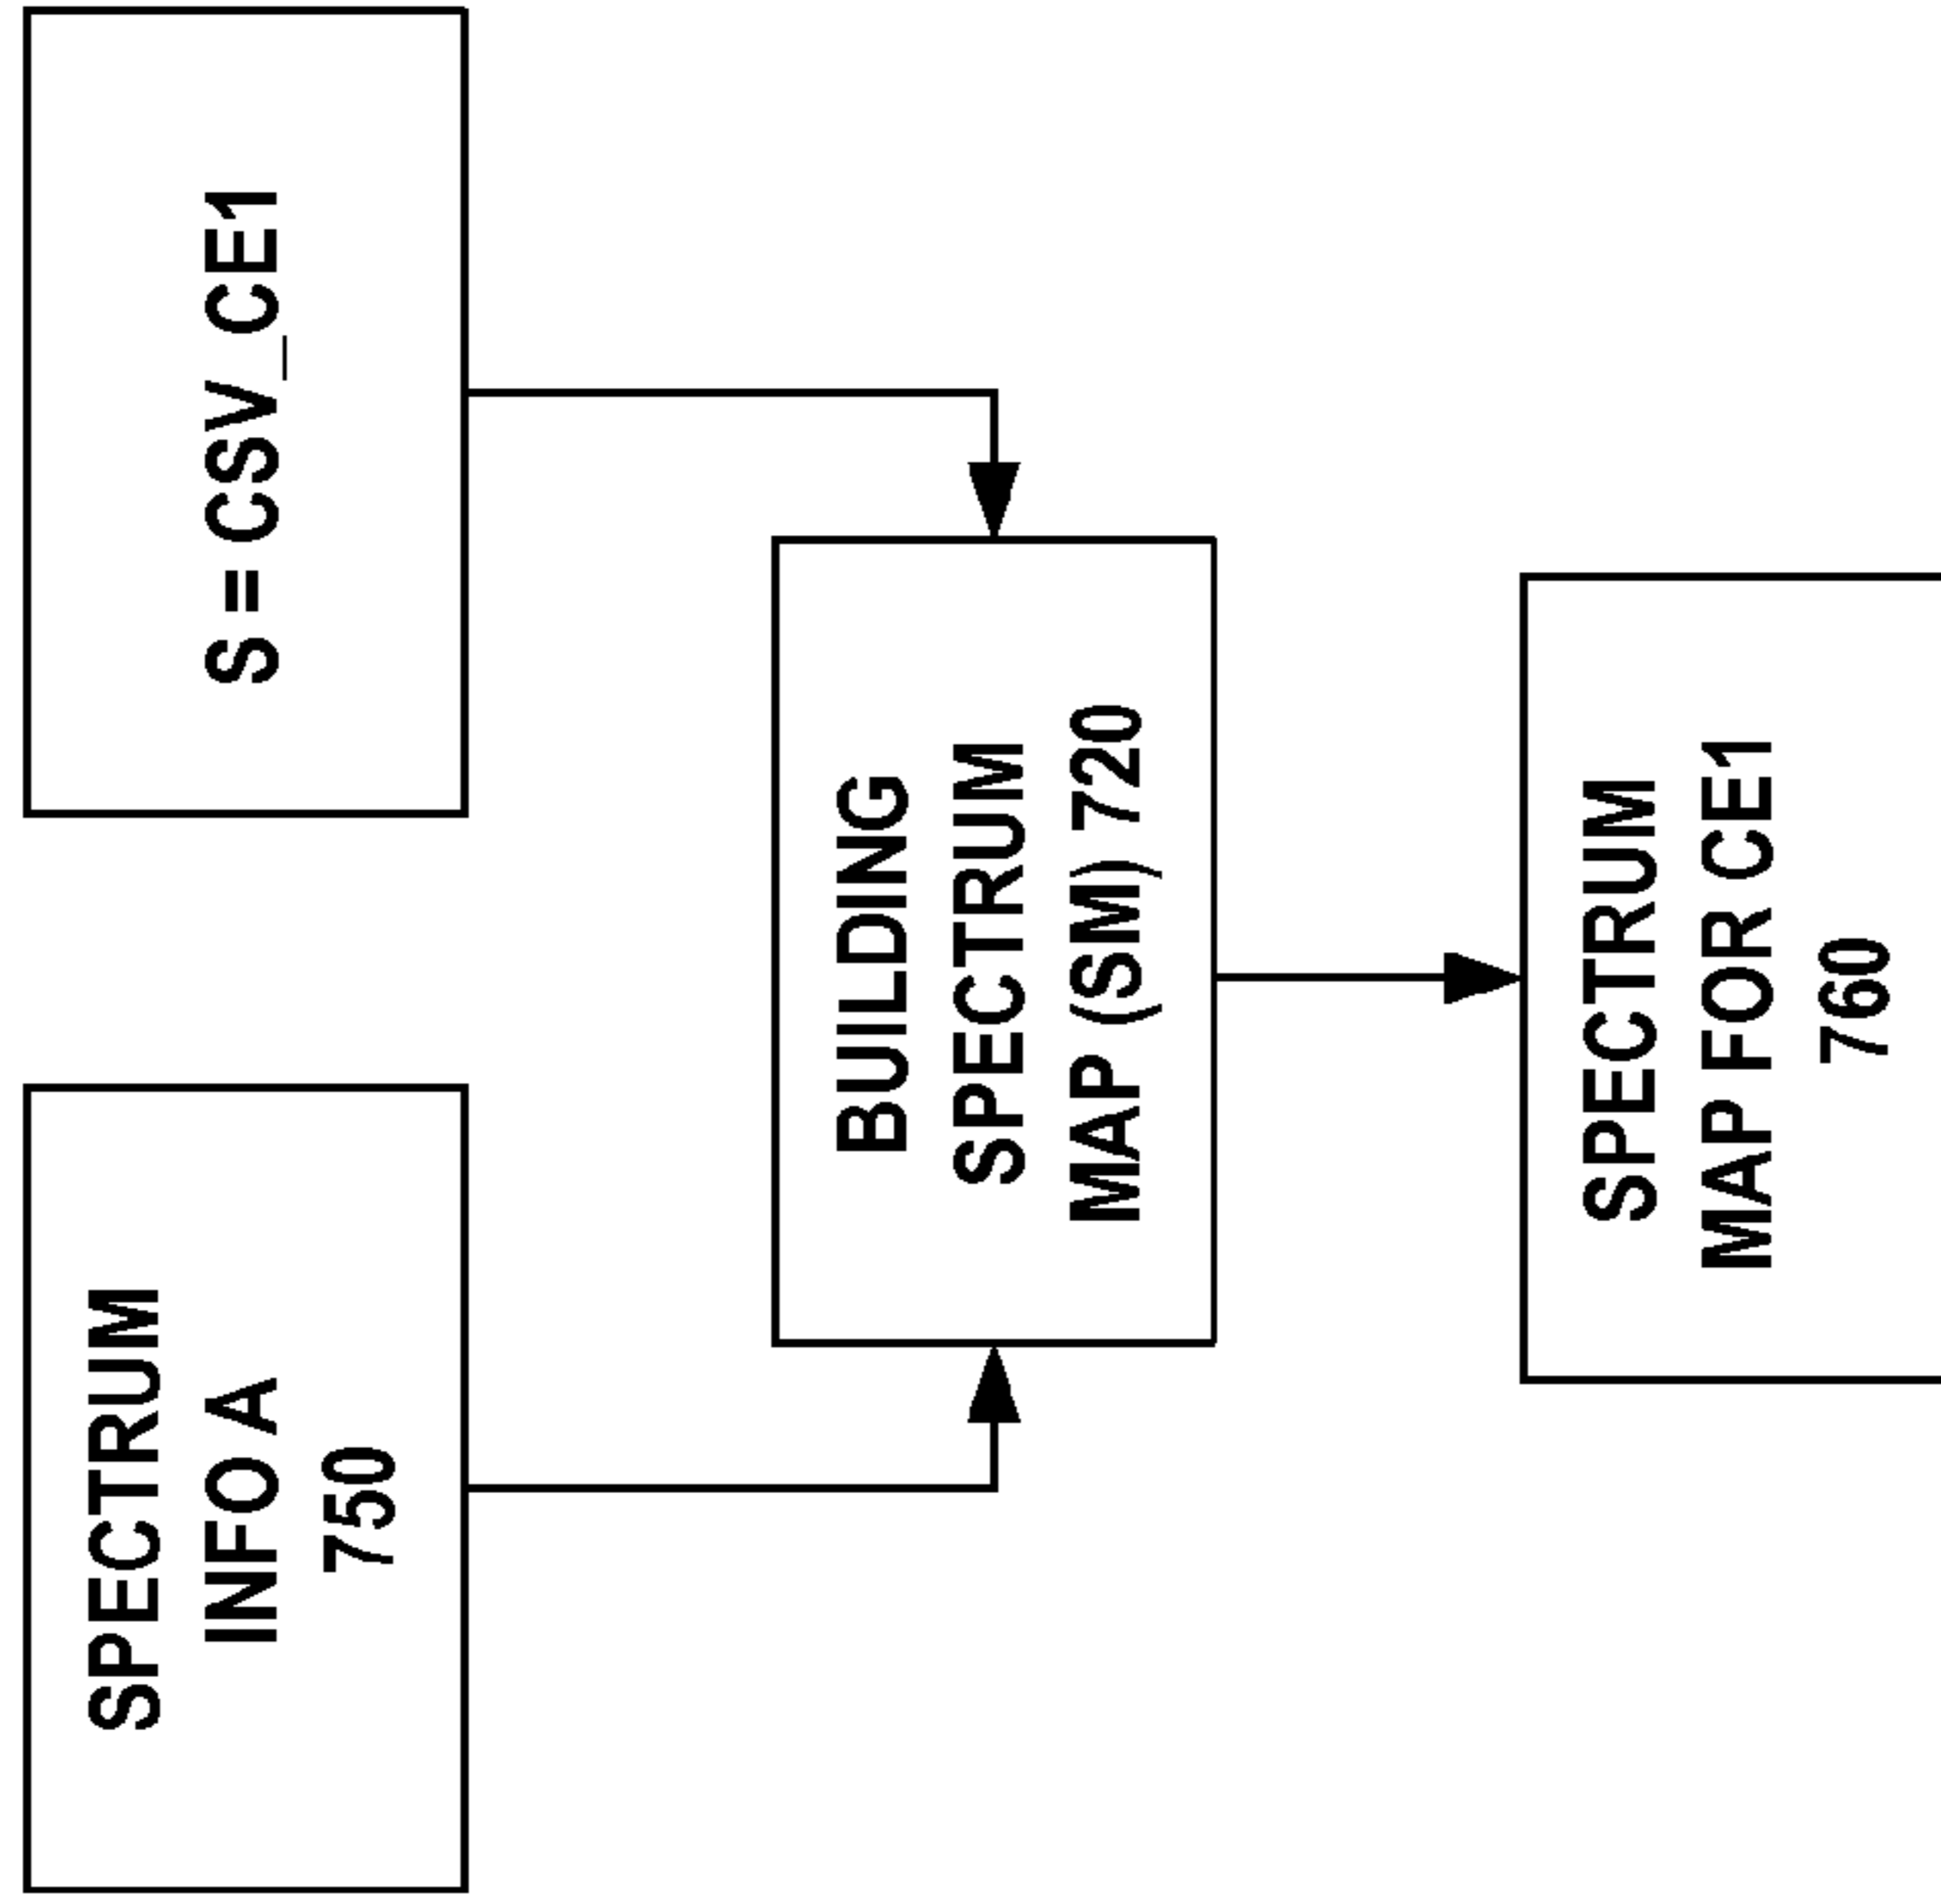 SPECTRUM
INFO A
750
S = CSV_CE1
BUILDING
SPECTRUM
MAP (SM) 720
SPECTRUM
MAP FOR CE1
760